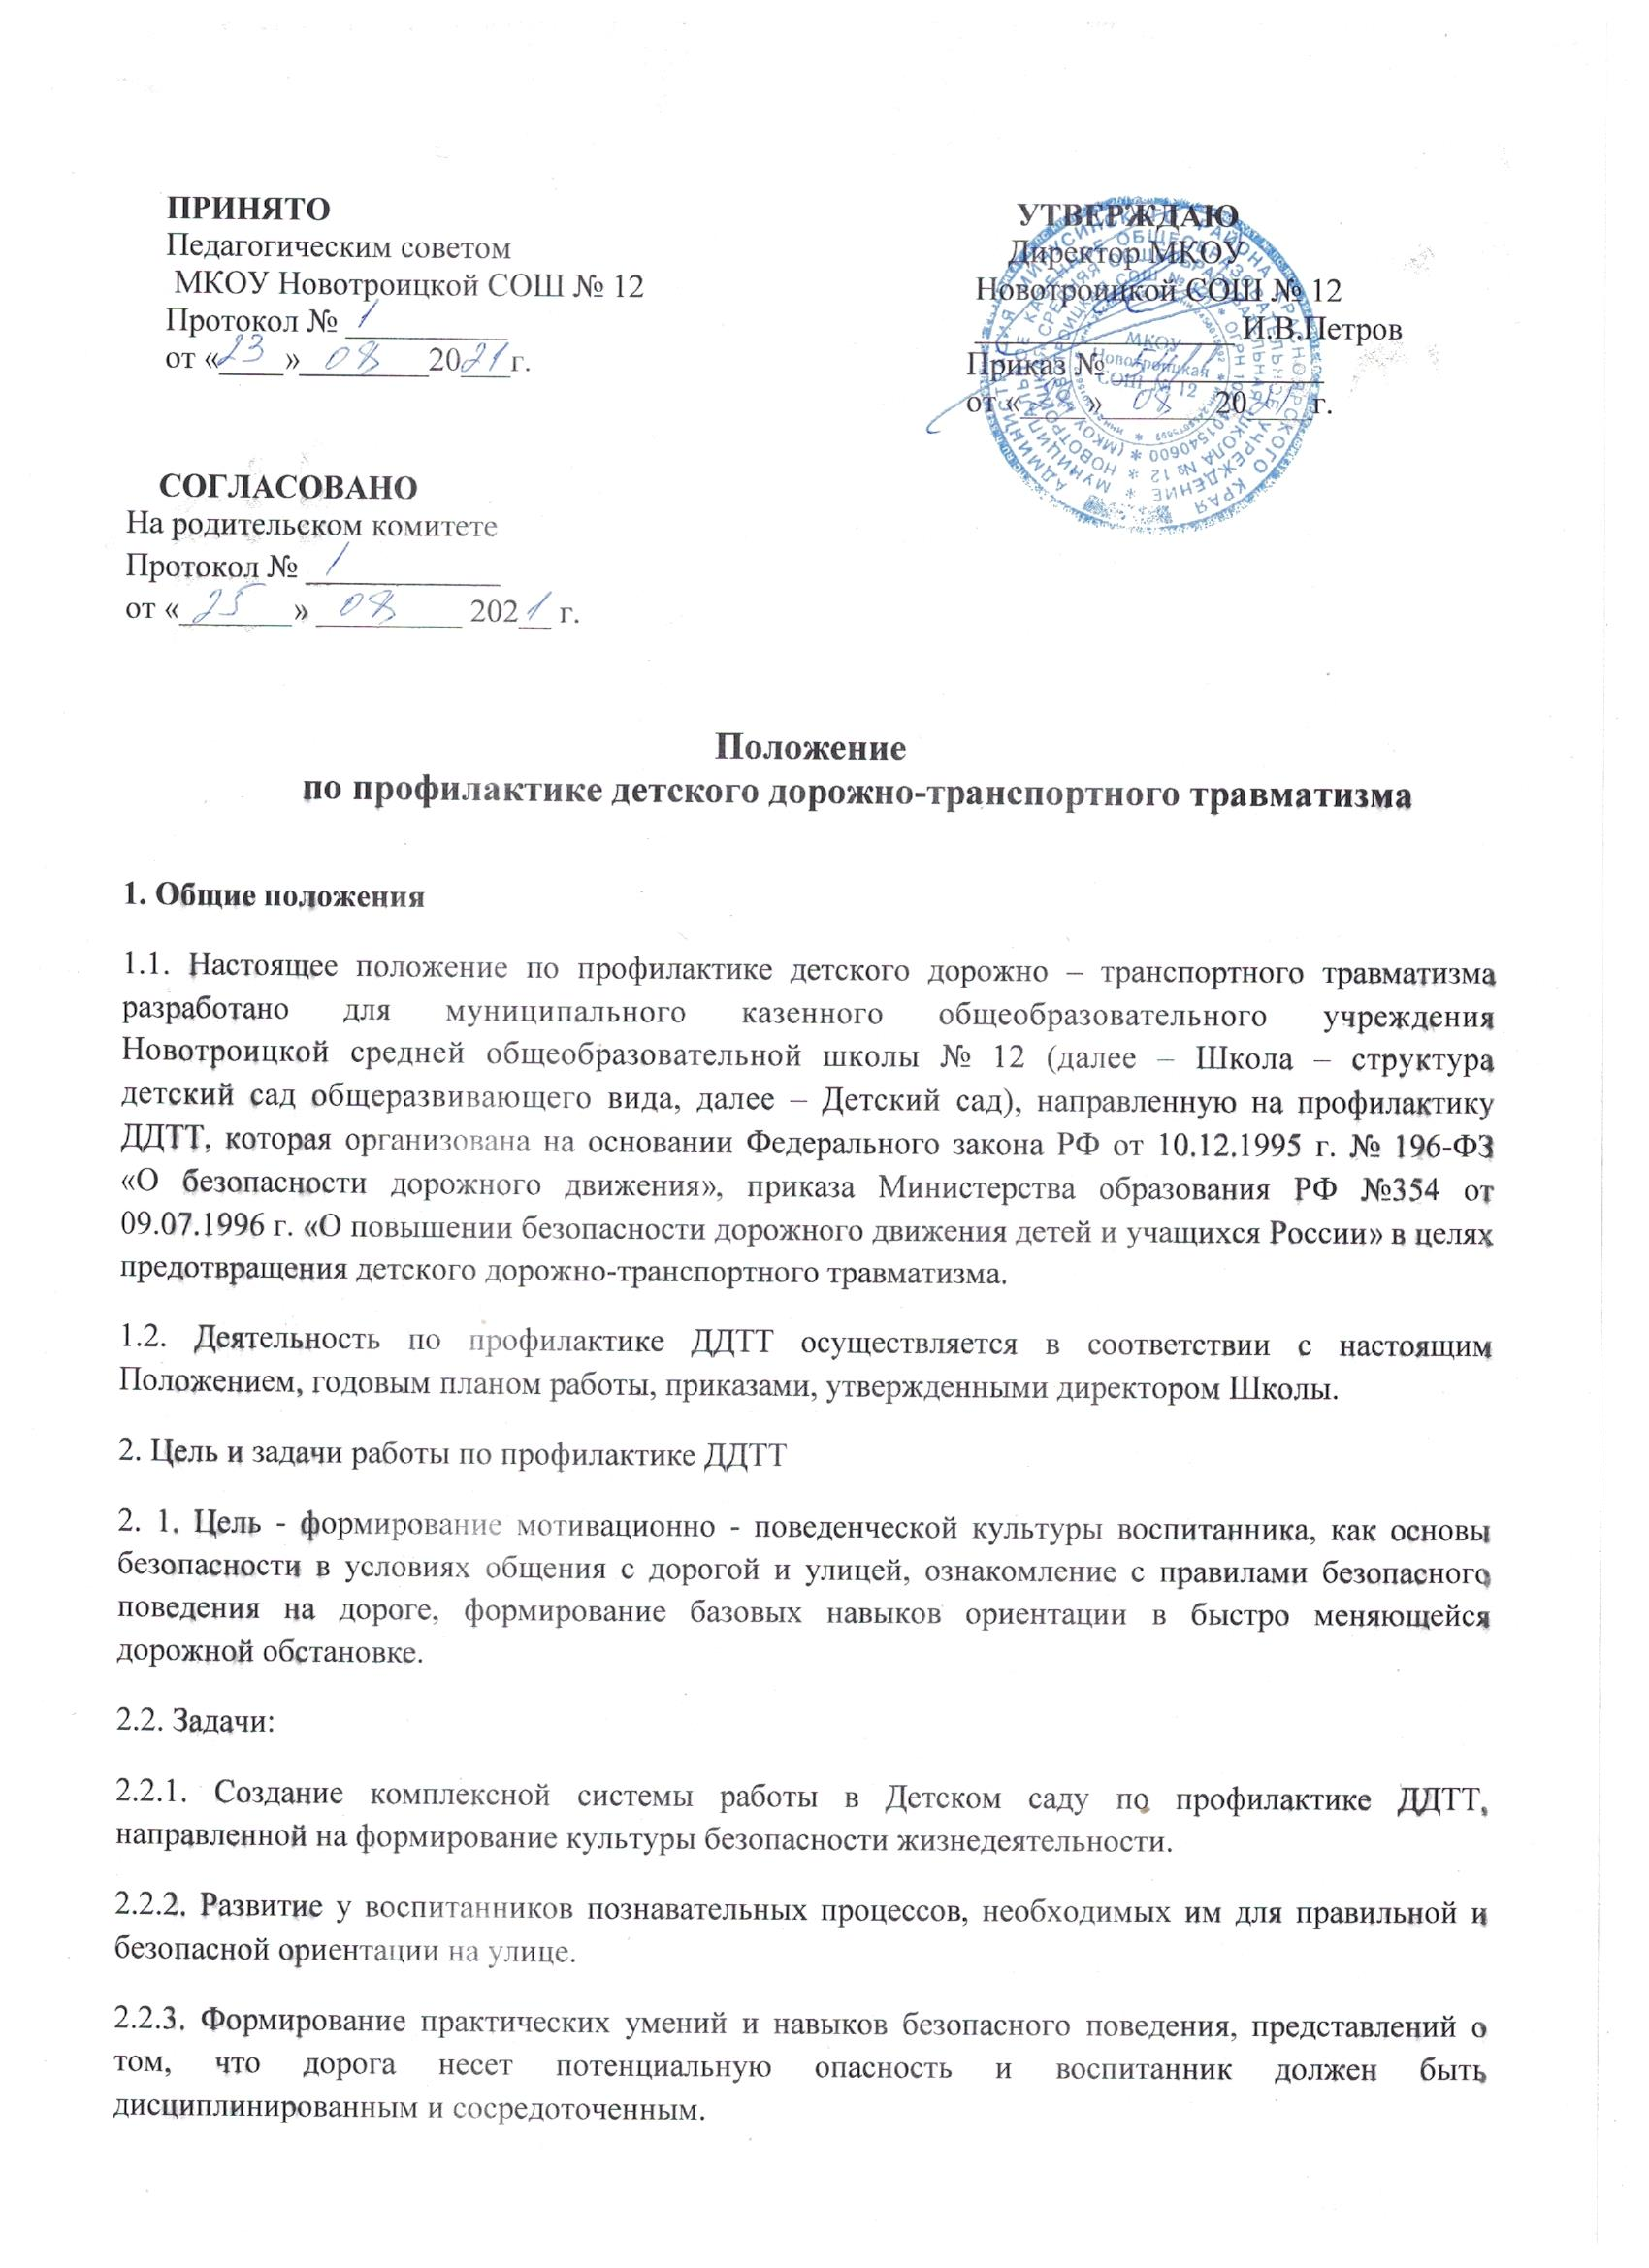 ПРИНЯТО
Педагогическим советом
МКОУ Новотроицкой СОШ № 12
Протокол № 1
от «23» 08 2021 г.
УТВЕРЖДАЮ
Директор МКОУ
Новотроицкой СОШ № 12
И.В.Петров
Приказ №
от « » 08 20 г.
МКОУ
Новотроицкая
СОШ № 12
СОГЛАСОВАНО
На родительском комитете
Протокол № 1
от «25» 08 2021 г.
Положение
по профилактике детского дорожно-транспортного травматизма
1. Общие положения
1.1. Настоящее положение по профилактике детского дорожно – транспортного травматизма
разработано для муниципального казенного общеобразовательного учреждения
Новотроицкой средней общеобразовательной школы № 12 (далее – Школа – структура
детский сад общеразвивающего вида, далее – Детский сад), направленную на профилактику
ДДТТ, которая организована на основании Федерального закона РФ от 10.12.1995 г. № 196-ФЗ
«О безопасности дорожного движения», приказа Министерства образования РФ №354 от
09.07.1996 г. «О повышении безопасности дорожного движения детей и учащихся России» в целях
предотвращения детского дорожно-транспортного травматизма.
1.2. Деятельность по профилактике ДДТТ осуществляется в соответствии с настоящим
Положением, годовым планом работы, приказами, утвержденными директором Школы.
2. Цель и задачи работы по профилактике ДДТТ
2. 1. Цель - формирование мотивационно - поведенческой культуры воспитанника, как основы
безопасности в условиях общения с дорогой и улицей, ознакомление с правилами безопасного
поведения на дороге, формирование базовых навыков ориентации в быстро меняющейся
дорожной обстановке.
2.2. Задачи:
2.2.1. Создание комплексной системы работы в Детском саду по профилактике ДДТТ,
направленной на формирование культуры безопасности жизнедеятельности.
2.2.2. Развитие у воспитанников познавательных процессов, необходимых им для правильной и
безопасной ориентации на улице.
2.2.3. Формирование практических умений и навыков безопасного поведения, представлений о
том, что дорога несет потенциальную опасность и воспитанник должен быть
дисциплинированным и сосредоточенным.